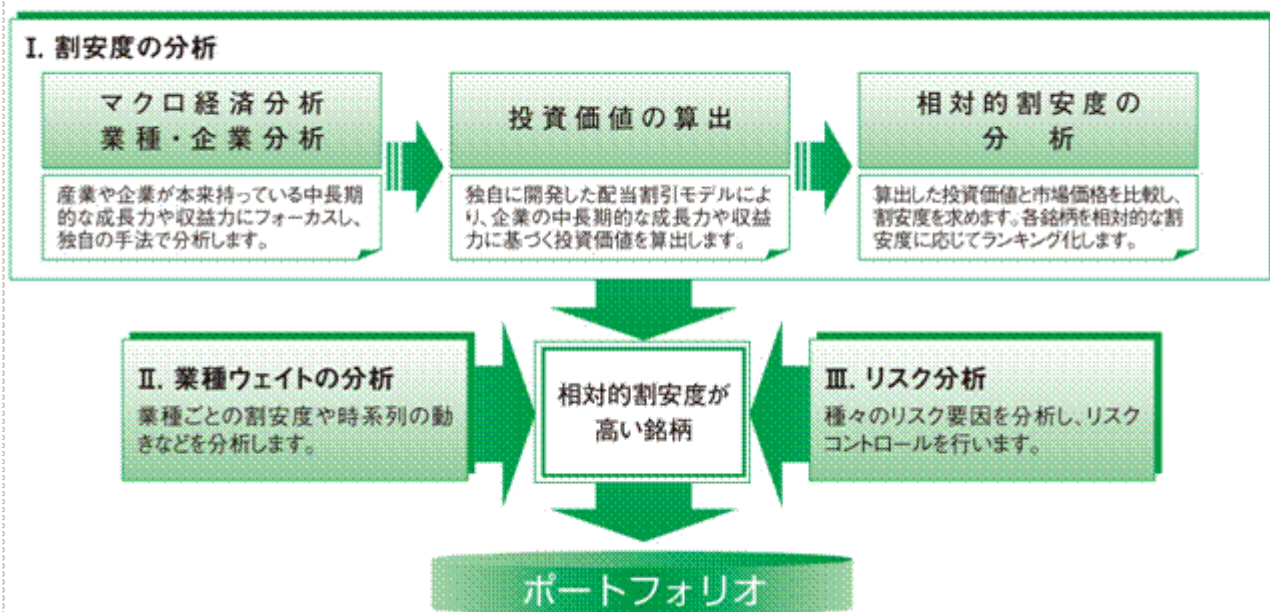 I. 割安度の分析
マクロ経済分析
業種・企業分析
産業や企業が本来持っている中長期
的な成長力や収益力にフォーカスし、
独自の手法で分析します。
投資価値の算出
独自に開発した配当割引モデルによ
り、企業の中長期的な成長力や収益
力に基づく投資価値を算出します。
相対的割安度の
分析
算出した投資価値と市場価格を比較し、
割安度を求めます。各銘柄を相対的な割
安度に応じてランキング化します。
II. 業種ウェイトの分析
業種ごとの割安度や時系列の動
きなどを分析します。
相対的割安度が
高い銘柄
III. リスク分析
種々のリスク要因を分析し、リスク
コントロールを行います。
ポートフォリオ